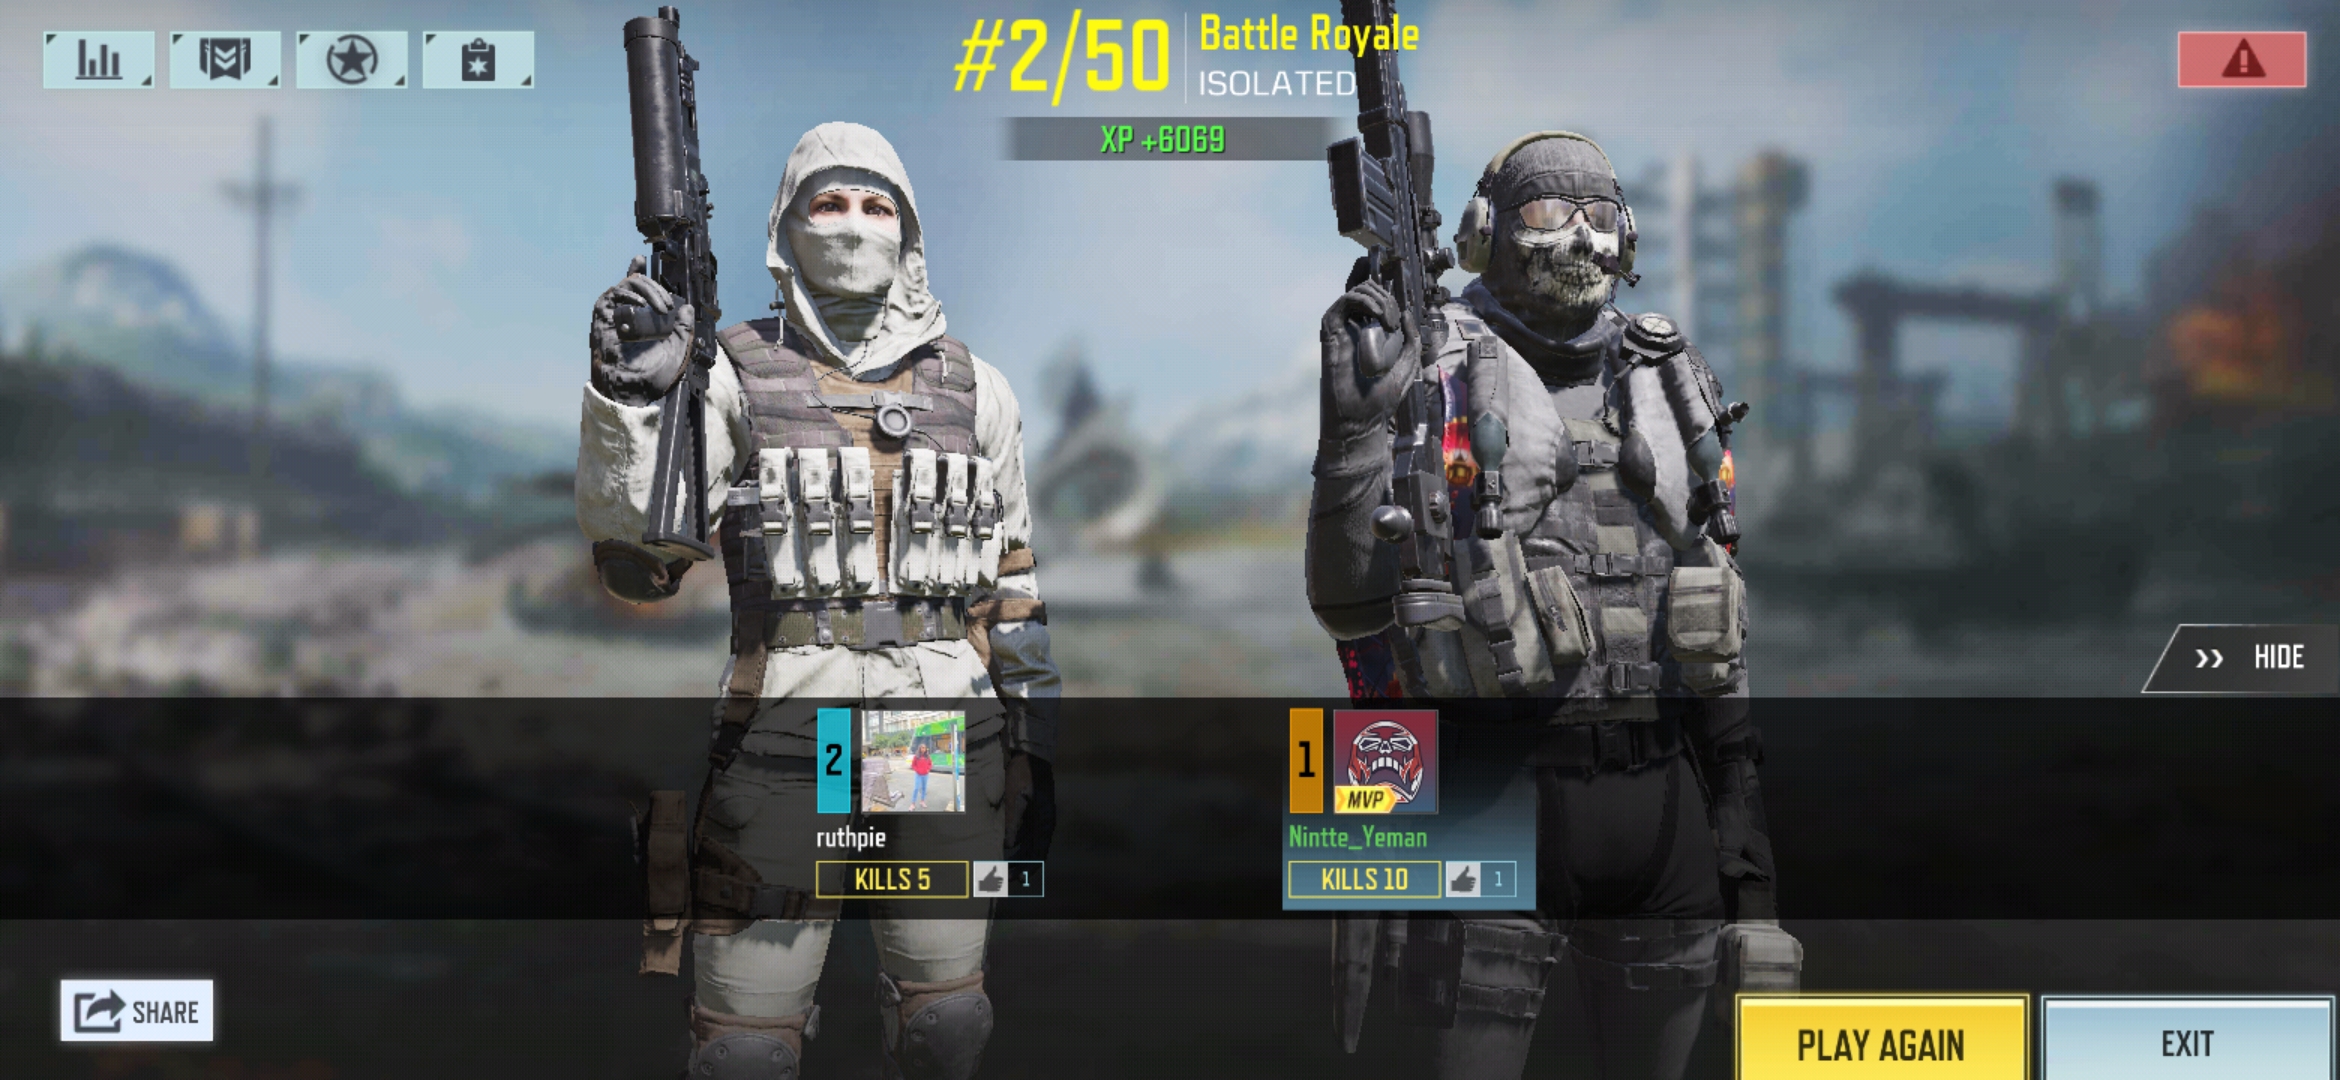 #2/50
Battle Royale
ISOLATED
XP +6069
HIDE
2
ruthpie
KILLS 5
1
1
MVP
Nintte_Yeman
KILLS 10
1
SHARE
PLAY AGAIN
EXIT